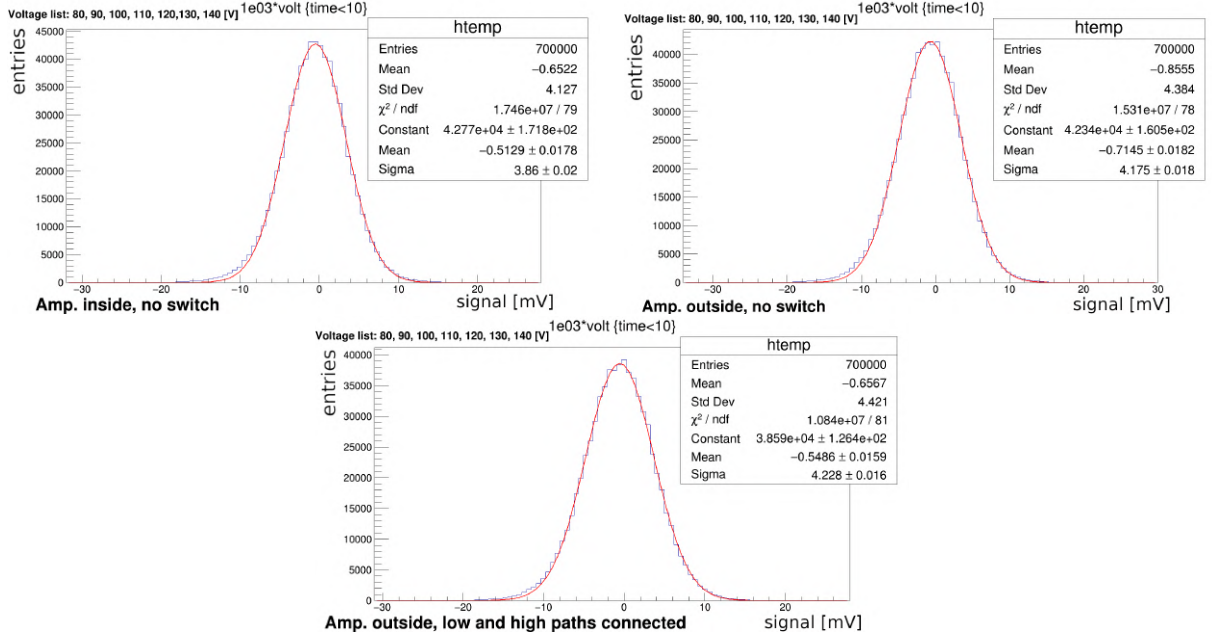 Voltage list: 80, 90, 100, 110, 120,130, 140 [V]
1e03*volt {time<10}
entries
45000
40000
35000
30000
25000
20000
15000
10000
5000
0
−30
−20
−10
0
10
20
htemp
Entries 700000
Mean −0.6522
Std Dev 4.127
χ² / ndf 1.746e+07 / 79
Constant 4.277e+04 ± 1.718e+02
Mean −0.5129 ± 0.0178
Sigma 3.86 ± 0.02
Amp. inside, no switch
signal [mV]
Voltage list: 80, 90, 100, 110, 120, 130, 140 [V]
1e03*volt {time<10}
entries
40000
35000
30000
25000
20000
15000
10000
5000
0
−30
−20
−10
0
10
20
30
htemp
Entries 700000
Mean −0.8555
Std Dev 4.384
χ² / ndf 1.531e+07 / 78
Constant 4.234e+04 ± 1.605e+02
Mean −0.7145 ± 0.0182
Sigma 4.175 ± 0.018
Amp. outside, no switch
signal [mV]
Voltage list: 80, 90, 100, 110, 120, 130, 140 [V]
1e03*volt {time<10}
entries
40000
35000
30000
25000
20000
15000
10000
5000
0
−30
−20
−10
0
10
20
htemp
Entries 700000
Mean −0.6567
Std Dev 4.421
χ² / ndf 1.084e+07 / 81
Constant 3.859e+04 ± 1.264e+02
Mean −0.5486 ± 0.0159
Sigma 4.228 ± 0.016
Amp. outside, low and high paths connected
signal [mV]